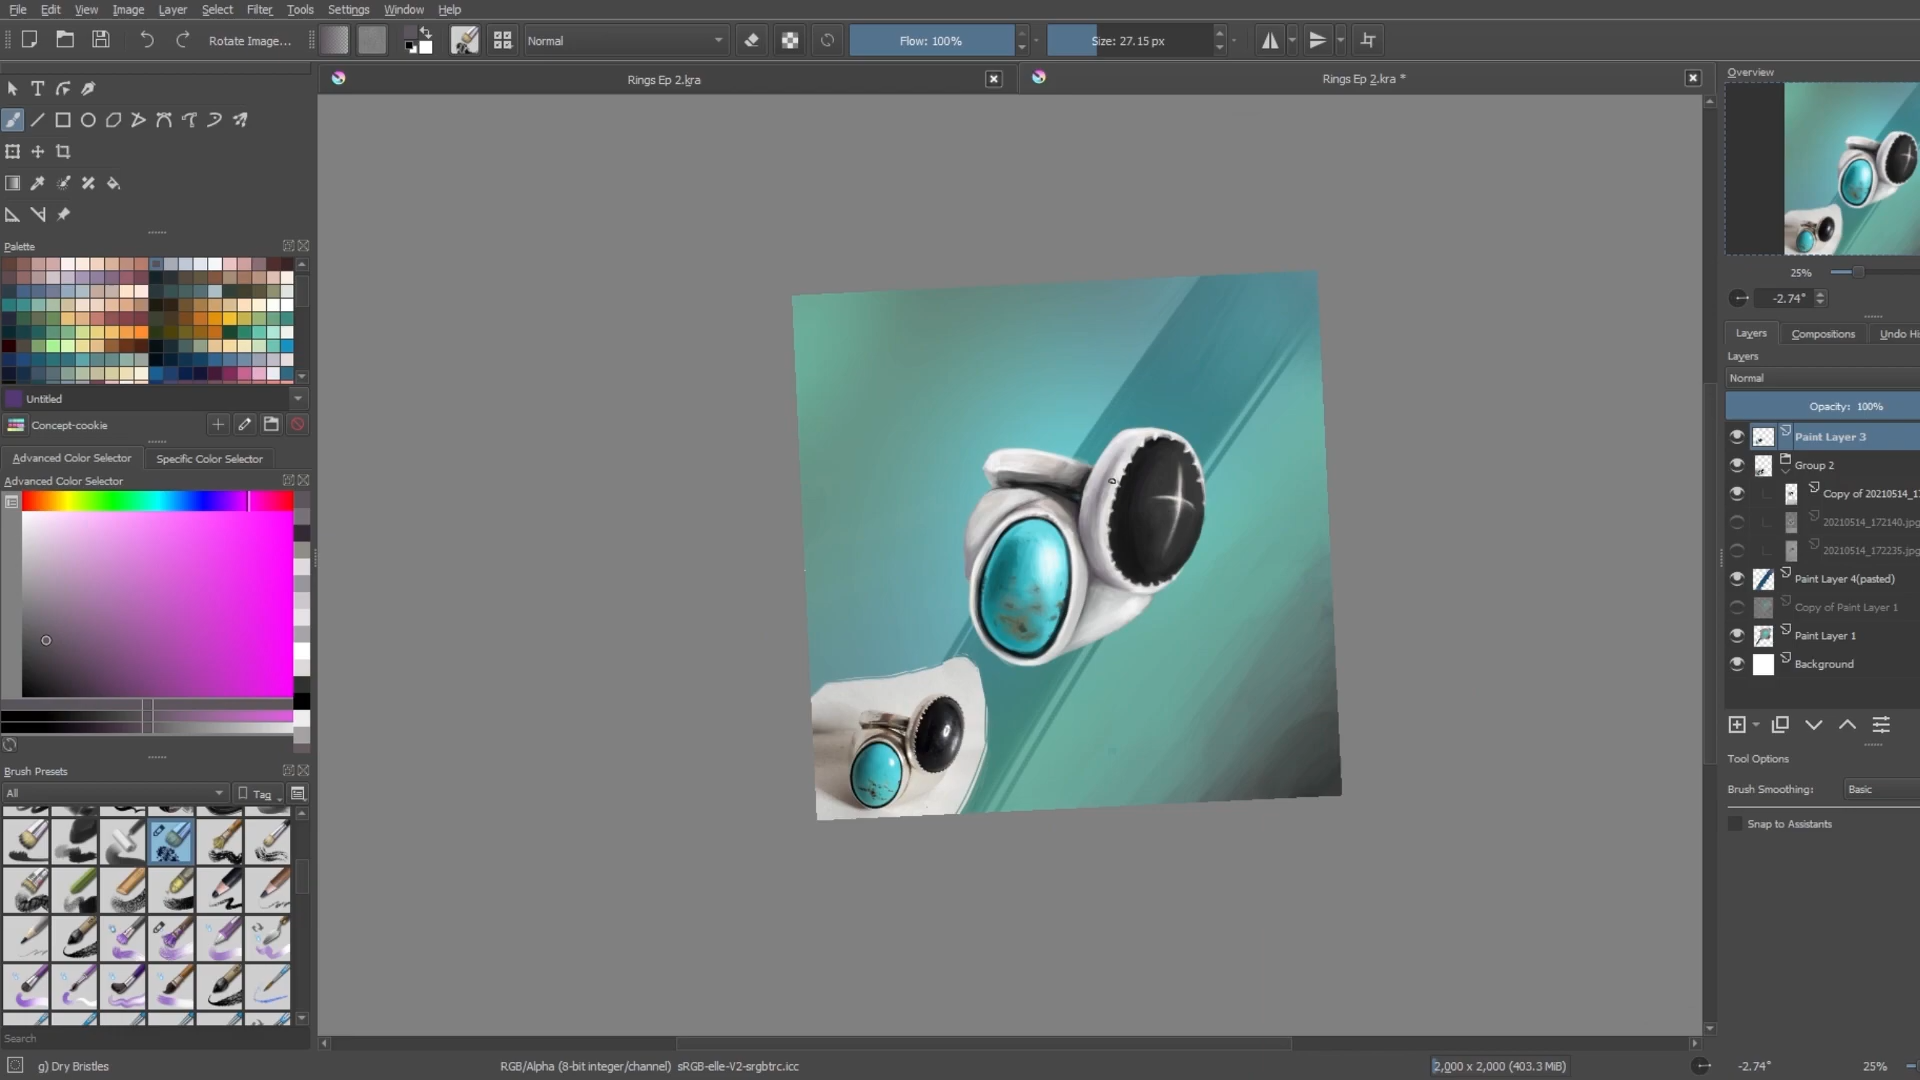 File Edit View Image Layer Select Filter Tools Settings Window Help
Rotate Image...
Normal
Flow: 100%
Size: 27.15 px
Rings Ep 2.kra
Rings Ep 2.kra *
Overview
25%
-2.74°
Palette
Untitled
Concept-cookie
Advanced Color Selector
Specific Color Selector
Advanced Color Selector
Brush Presets
All
Tag
Search
g) Dry Bristles
RGB/Alpha (8-bit integer/channel) sRGB-elle-V2-srgbtrc.icc
2,000 x 2,000 (403.3 MiB)
-2.74°
25%
Layers
Compositions
Undo Hi
Layers
Normal
Opacity: 100%
Paint Layer 3
Group 2
Copy of 20210514_1
20210514_172140.jpg
20210514_172235.jpg
Paint Layer 4(pasted)
Copy of Paint Layer 1
Paint Layer 1
Background
Tool Options
Brush Smoothing:
Basic
Snap to Assistants